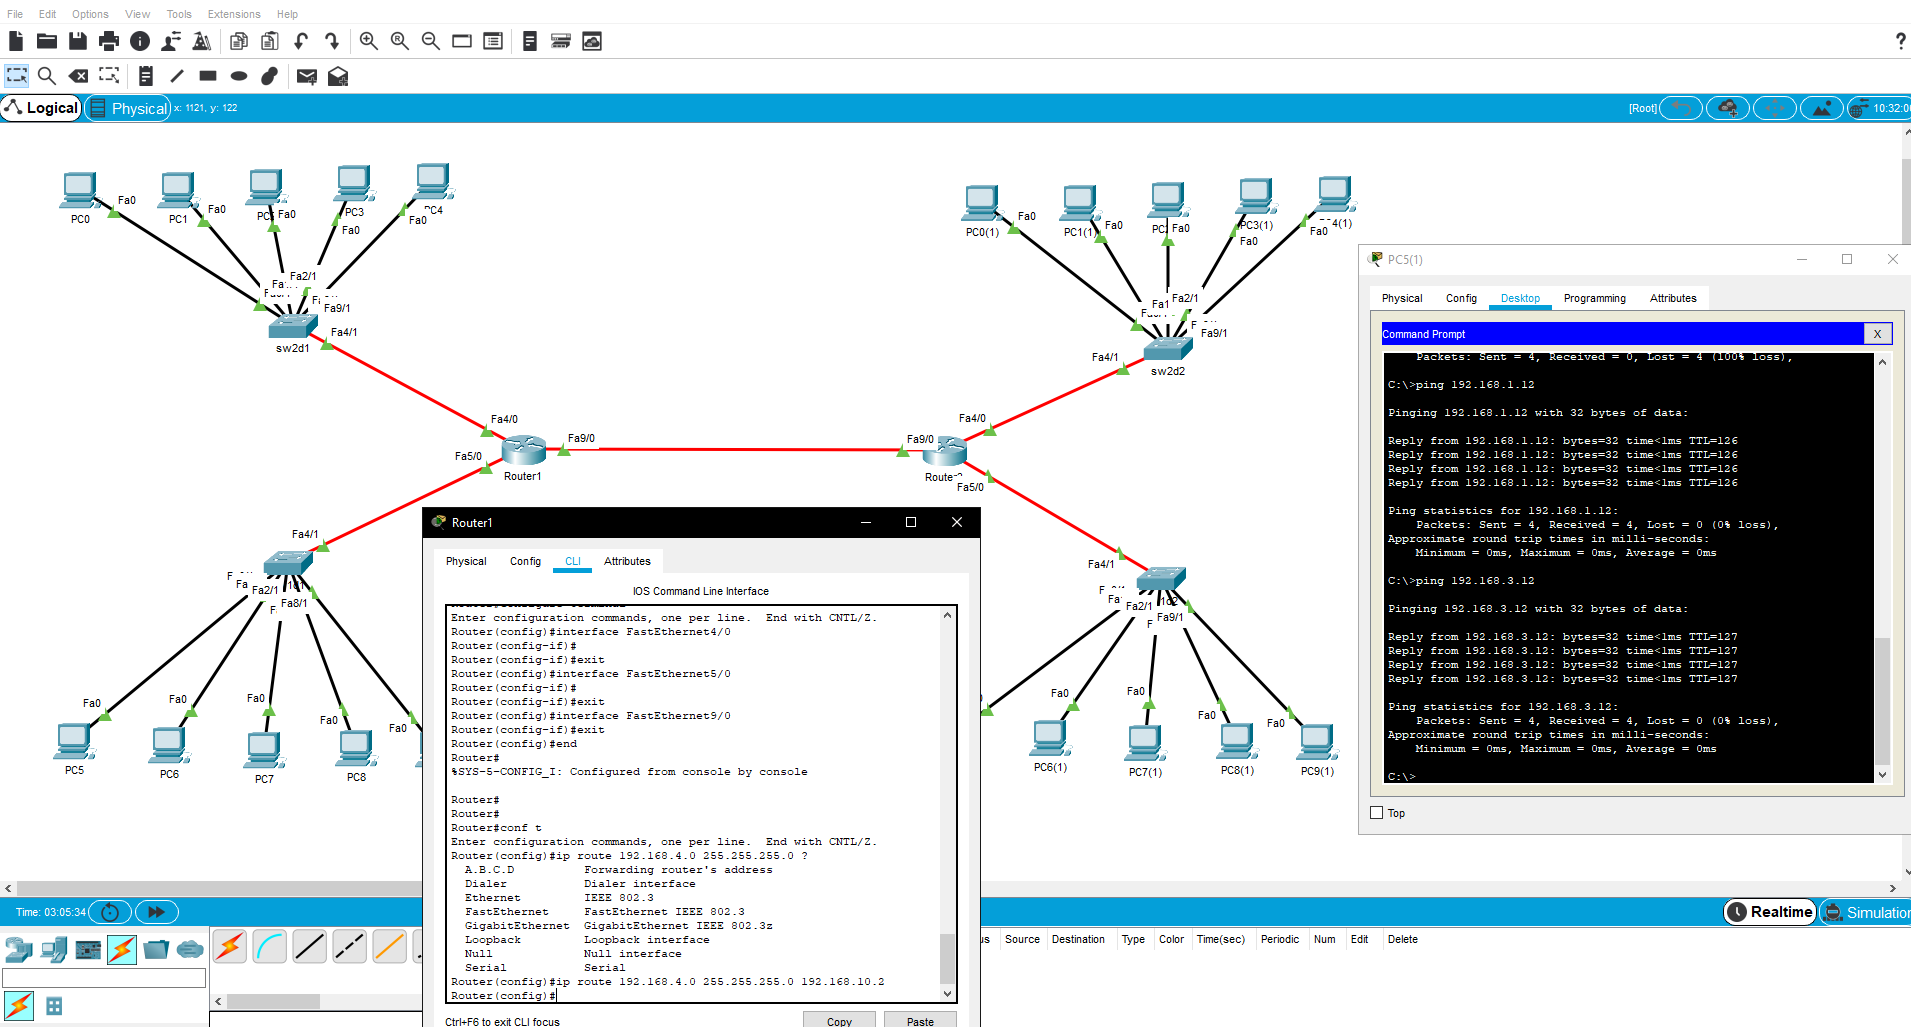 File Edit Options View Tools Extensions Help
?
Logical Physical x: 1121, y: 122 [Root] 10:32:0
PC0 Fa0
PC1 Fa0
Fa0
PC3 Fa0
PC4 Fa0
Fa2/1
Fa9/1
Fa4/1
sw2d1
PC0(1) Fa0
PC1(1) Fa0
Fa0
PC3(1) Fa0
4(1) Fa0
Fa1 Fa2/1
Fa9/1
Fa4/1
sw2d2
Fa4/0
Fa5/0 Fa9/0
Router1
Fa4/0
Fa9/0
Fa5/0
Fa4/1
Fa2/1
Fa8/1
Fa0 Fa0 Fa0 Fa0 Fa0
PC5 PC6 PC7 PC8
Fa4/1
Fa2/1
Fa9/1
Fa0 Fa0 Fa0 Fa0
PC6(1) PC7(1) PC8(1) PC9(1)
PC5(1)
Physical Config Desktop Programming Attributes
Command Prompt X
Packets: Sent = 4, Received = 0, Lost = 4 (100% loss),
C:\>ping 192.168.1.12
Pinging 192.168.1.12 with 32 bytes of data:
Reply from 192.168.1.12: bytes=32 time<1ms TTL=126
Reply from 192.168.1.12: bytes=32 time<1ms TTL=126
Reply from 192.168.1.12: bytes=32 time<1ms TTL=126
Reply from 192.168.1.12: bytes=32 time<1ms TTL=126
Ping statistics for 192.168.1.12:
Packets: Sent = 4, Received = 4, Lost = 0 (0% loss),
Approximate round trip times in milli-seconds:
Minimum = 0ms, Maximum = 0ms, Average = 0ms
C:\>ping 192.168.3.12
Pinging 192.168.3.12 with 32 bytes of data:
Reply from 192.168.3.12: bytes=32 time<1ms TTL=127
Reply from 192.168.3.12: bytes=32 time<1ms TTL=127
Reply from 192.168.3.12: bytes=32 time<1ms TTL=127
Reply from 192.168.3.12: bytes=32 time<1ms TTL=127
Ping statistics for 192.168.3.12:
Packets: Sent = 4, Received = 4, Lost = 0 (0% loss),
Approximate round trip times in milli-seconds:
Minimum = 0ms, Maximum = 0ms, Average = 0ms
C:\>
Top
Router1
Physical Config CLI Attributes
IOS Command Line Interface
Enter configuration commands, one per line. End with CNTL/Z.
Router(config)#interface FastEthernet4/0
Router(config-if)#
Router(config-if)#exit
Router(config)#interface FastEthernet5/0
Router(config-if)#
Router(config-if)#exit
Router(config)#interface FastEthernet9/0
Router(config-if)#exit
Router(config)#end
Router#
%SYS-5-CONFIG_I: Configured from console by console
Router#
Router#
Router#conf t
Enter configuration commands, one per line. End with CNTL/Z.
Router(config)#ip route 192.168.4.0 255.255.255.0 ?
A.B.C.D Forwarding router's address
Dialer Dialer interface
Ethernet IEEE 802.3
FastEthernet FastEthernet IEEE 802.3
GigabitEthernet GigabitEthernet IEEE 802.3z
Loopback Loopback interface
Null Null interface
Serial Serial
Router(config)#ip route 192.168.4.0 255.255.255.0 192.168.10.2
Router(config)#
Ctrl+F6 to exit CLI focus Copy Paste
Time: 03:05:34 Realtime Simulation
Source Destination Type Color Time(sec) Periodic Num Edit Delete